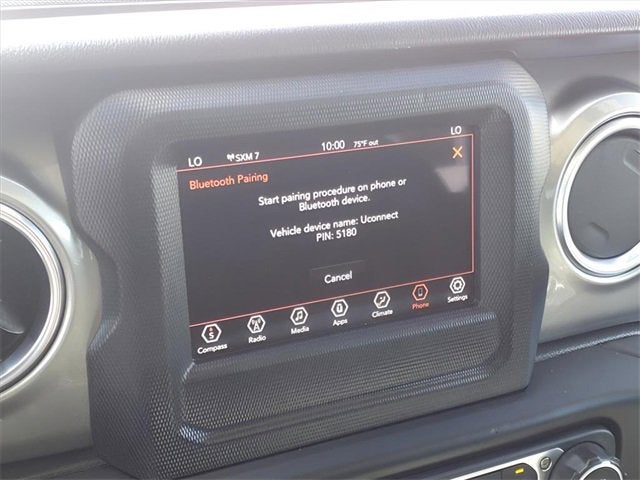 LO SXM 7 10:00 75°F out LO
Bluetooth Pairing X
Start pairing procedure on phone or
Bluetooth device.
Vehicle device name: Uconnect
PIN: 5180
Cancel
S
Compass Radio Media Apps Climate Phone Settings